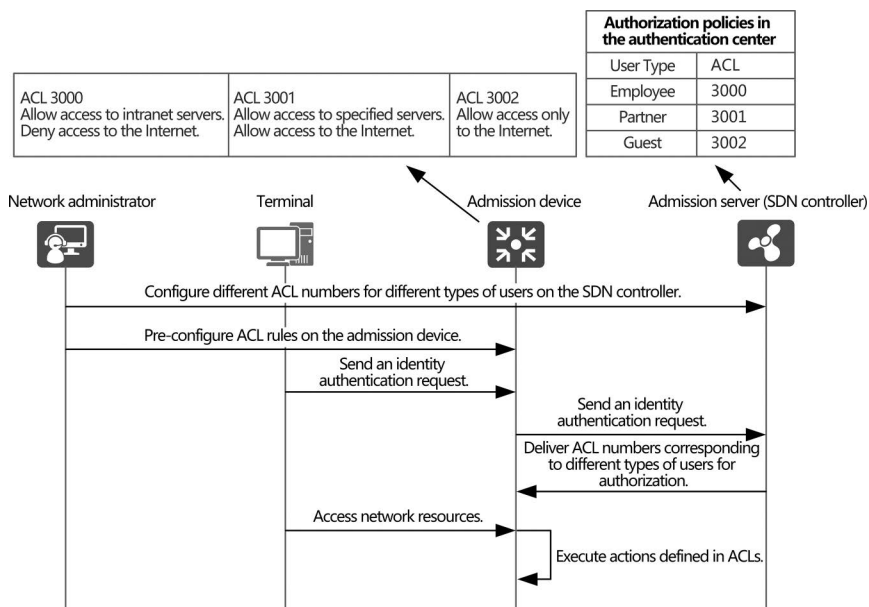 Authorization policies in
the authentication center
User Type ACL
Employee 3000
Partner 3001
Guest 3002
ACL 3000
Allow access to intranet servers.
Deny access to the Internet.
ACL 3001
Allow access to specified servers.
Allow access to the Internet.
ACL 3002
Allow access only
to the Internet.
Network administrator
Terminal
Admission device
Admission server (SDN controller)
Configure different ACL numbers for different types of users on the SDN controller.
Pre-configure ACL rules on the admission device.
Send an identity
authentication request.
Send an identity
authentication request.
Deliver ACL numbers corresponding
to different types of users for
authorization.
Access network resources.
Execute actions defined in ACLs.